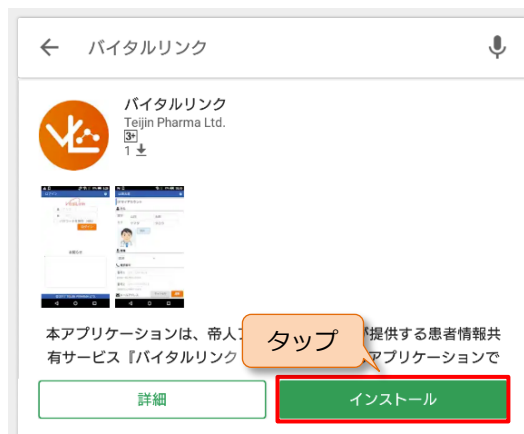 バイタルリンク
バイタルリンク
Teijin Pharma Ltd.
3+
1
本アプリケーションは、帝人
が提供する患者情報共
有サービス『バイタルリンク
アプリケーションで
タップ
詳細
インストール